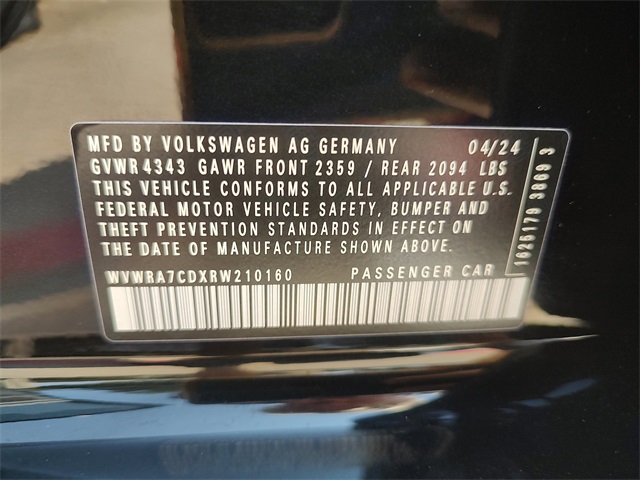 MFD BY VOLKSWAGEN AG GERMANY 04/24
GVWR 4343 GAWR FRONT 2359 / REAR 2094 LBS
THIS VEHICLE CONFORMS TO ALL APPLICABLE U.S.
FEDERAL MOTOR VEHICLE SAFETY, BUMPER AND
THEFT PREVENTION STANDARDS IN EFFECT ON
THE DATE OF MANUFACTURE SHOWN ABOVE.
WVWRA7CDXRW210160 PASSENGER CAR
1626179 3869 3